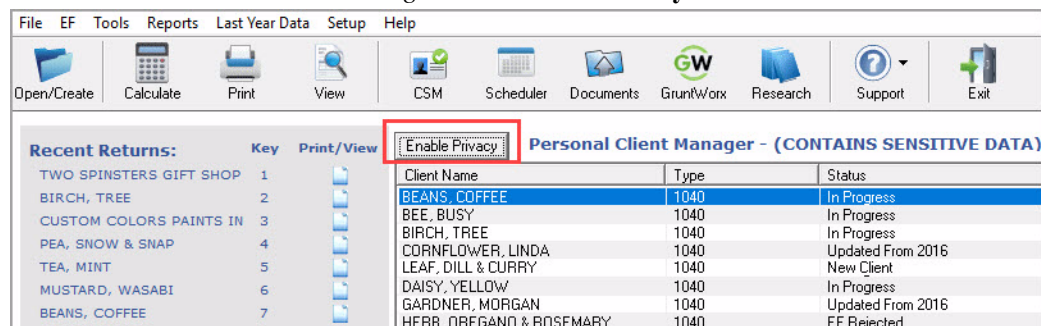 File EF Tools Reports Last Year Data Setup Help
GW
Open/Create Calculate Print View CSM Scheduler Documents GruntWorx Research Support Exit
Recent Returns: Key Print/View
TWO SPINSTERS GIFT SHOP 1
BIRCH, TREE 2
CUSTOM COLORS PAINTS IN 3
PEA, SNOW & SNAP 4
TEA, MINT 5
MUSTARD, WASABI 6
BEANS, COFFEE 7
Enable Privacy Personal Client Manager - (CONTAINS SENSITIVE DATA)
Client Name Type Status
BEANS, COFFEE 1040 In Progress
BEE, BUSY 1040 In Progress
BIRCH, TREE 1040 In Progress
CORNFLOWER, LINDA 1040 Updated From 2016
LEAF, DILL & CURRY 1040 New Client
DAISY, YELLOW 1040 In Progress
GARDNER, MORGAN 1040 Updated From 2016
HERB, OREGANO & ROSEMARY 1040 EF Rejected